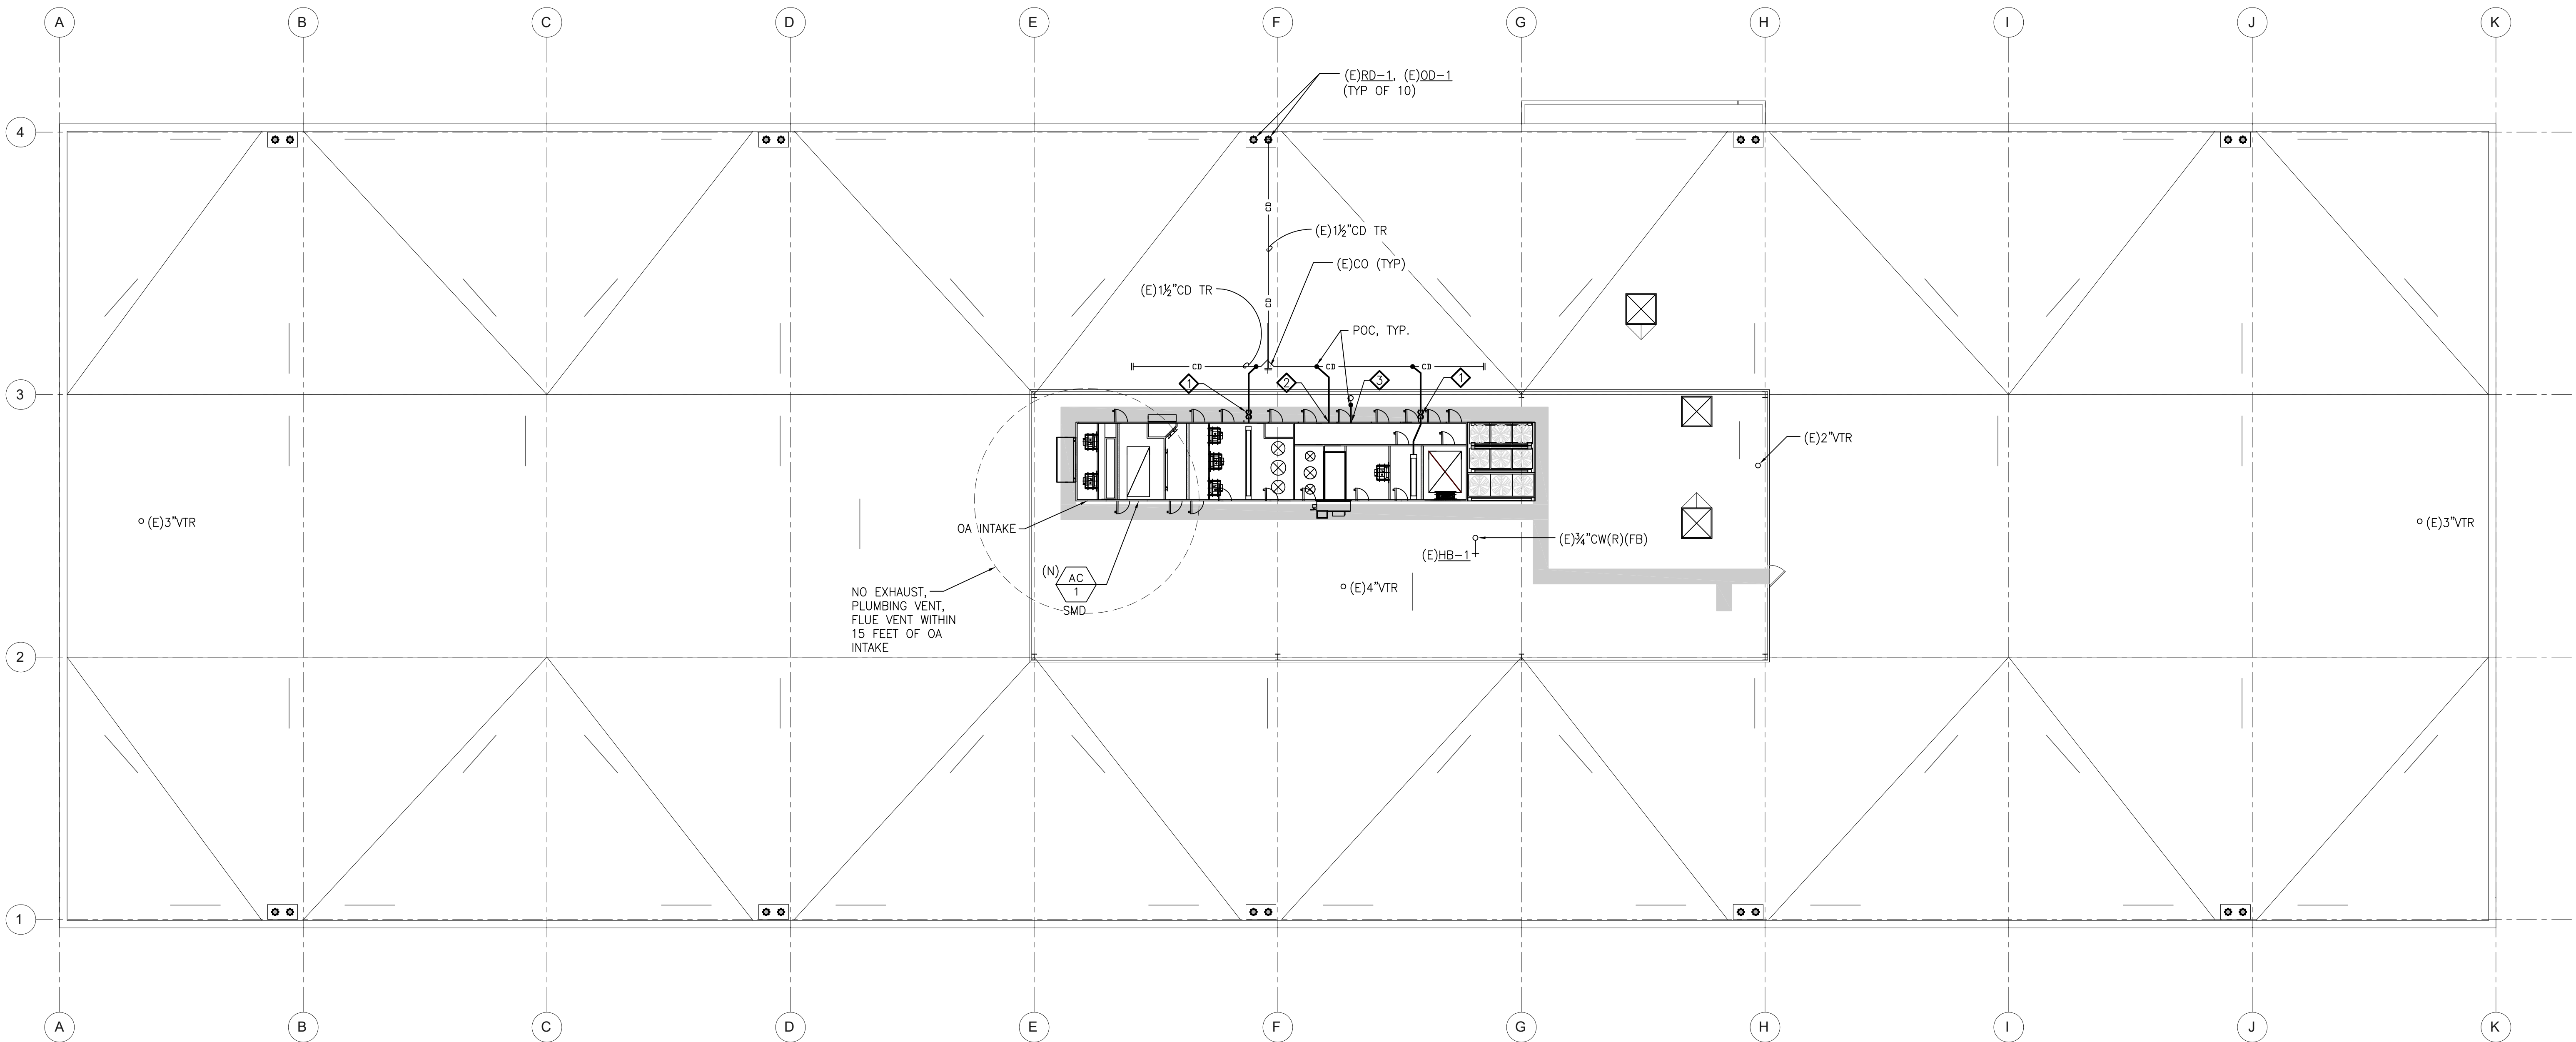 A B C D E F G H I J K
(E)RD-1, (E)OD-1
(TYP OF 10)
4
CD
(E)1½"CD TR
(E)CO (TYP)
(E)1½"CD TR
CD
POC, TYP.
CD CD CD
1 2 3 1
3
(E)2"VTR
(E)3"VTR
(E)3"VTR
OA INTAKE
(E)¾"CW(R)(FB)
(E)HB-1
(N)
AC
1
SMD
(E)4"VTR
NO EXHAUST,
PLUMBING VENT,
FLUE VENT WITHIN
15 FEET OF OA
INTAKE
2
1
A B C D E F G H I J K